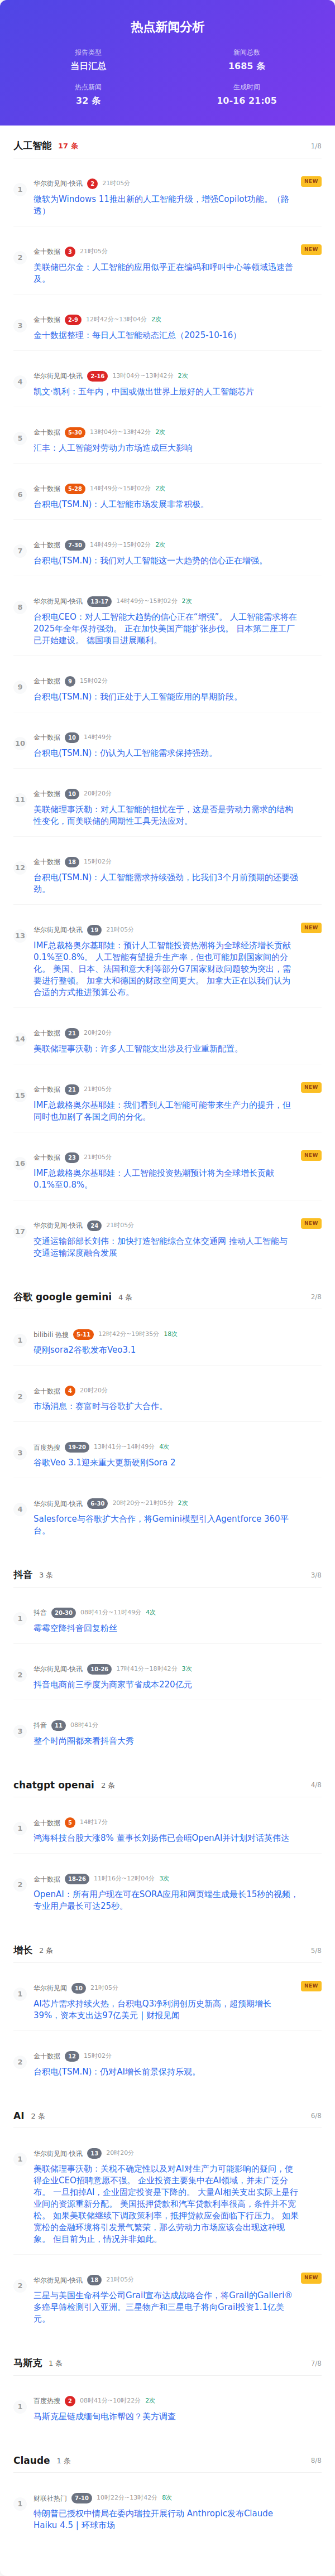 热点新闻分析
报告类型
当日汇总
新闻总数
1685 条
热点新闻
32 条
生成时间
10-16 21:05
人工智能 17 条 1/8
1 华尔街见闻-快讯 2 21时05分 NEW
微软为Windows 11推出新的人工智能升级，增强Copilot功能。（路
透）
2 金十数据 3 21时05分 NEW
美联储巴尔金：人工智能的应用似乎正在编码和呼叫中心等领域迅速普
及。
3 金十数据 2-9 12时42分~13时04分 2次
金十数据整理：每日人工智能动态汇总（2025-10-16）
4 华尔街见闻-快讯 2-16 13时04分~13时42分 2次
凯文·凯利：五年内，中国或做出世界上最好的人工智能芯片
5 金十数据 5-30 13时04分~13时42分 2次
汇丰：人工智能对劳动力市场造成巨大影响
6 金十数据 5-28 14时49分~15时02分 2次
台积电(TSM.N)：人工智能市场发展非常积极。
7 金十数据 7-30 14时49分~15时02分 2次
台积电(TSM.N)：我们对人工智能这一大趋势的信心正在增强。
8 华尔街见闻-快讯 13-17 14时49分~15时02分 2次
台积电CEO：对人工智能大趋势的信心正在“增强”。 人工智能需求将在
2025年全年保持强劲。 正在加快美国产能扩张步伐。 日本第二座工厂
已开始建设。 德国项目进展顺利。
9 金十数据 9 15时02分
台积电(TSM.N)：我们正处于人工智能应用的早期阶段。
10 金十数据 10 14时49分
台积电(TSM.N)：仍认为人工智能需求保持强劲。
11 金十数据 10 20时20分
美联储理事沃勒：对人工智能的担忧在于，这是否是劳动力需求的结构
性变化，而美联储的周期性工具无法应对。
12 金十数据 18 15时02分
台积电(TSM.N)：人工智能需求持续强劲，比我们3个月前预期的还要强
劲。
13 华尔街见闻-快讯 19 21时05分 NEW
IMF总裁格奥尔基耶娃：预计人工智能投资热潮将为全球经济增长贡献
0.1%至0.8%。 人工智能有望提升生产率，但也可能加剧国家间的分
化。 美国、日本、法国和意大利等部分G7国家财政问题较为突出，需
要进行整顿。 加拿大和德国的财政空间更大。 加拿大正在以我们认为
合适的方式推进预算公布。
14 金十数据 21 20时20分
美联储理事沃勒：许多人工智能支出涉及行业重新配置。
15 金十数据 21 21时05分 NEW
IMF总裁格奥尔基耶娃：我们看到人工智能可能带来生产力的提升，但
同时也加剧了各国之间的分化。
16 金十数据 23 21时05分 NEW
IMF总裁格奥尔基耶娃：人工智能投资热潮预计将为全球增长贡献
0.1%至0.8%。
17 华尔街见闻-快讯 24 21时05分 NEW
交通运输部部长刘伟：加快打造智能综合立体交通网 推动人工智能与
交通运输深度融合发展
谷歌 google gemini 4 条 2/8
1 bilibili 热搜 5-11 12时42分~19时35分 18次
硬刚sora2谷歌发布Veo3.1
2 金十数据 4 20时20分
市场消息：赛富时与谷歌扩大合作。
3 百度热搜 19-20 13时41分~14时49分 4次
谷歌Veo 3.1迎来重大更新硬刚Sora 2
4 华尔街见闻-快讯 6-30 20时20分~21时05分 2次
Salesforce与谷歌扩大合作，将Gemini模型引入Agentforce 360平
台。
抖音 3 条 3/8
1 抖音 20-30 08时41分~11时49分 4次
霉霉空降抖音回复粉丝
2 华尔街见闻-快讯 10-26 17时41分~18时42分 3次
抖音电商前三季度为商家节省成本220亿元
3 抖音 11 08时41分
整个时尚圈都来看抖音大秀
chatgpt openai 2 条 4/8
1 金十数据 5 14时17分
鸿海科技台股大涨8% 董事长刘扬伟已会晤OpenAI并计划对话英伟达
2 金十数据 18-26 11时16分~12时04分 3次
OpenAI：所有用户现在可在SORA应用和网页端生成最长15秒的视频，
专业用户最长可达25秒。
增长 2 条 5/8
1 华尔街见闻 10 21时05分 NEW
AI芯片需求持续火热，台积电Q3净利润创历史新高，超预期增长
39%，资本支出达97亿美元 | 财报见闻
2 金十数据 12 15时02分
台积电(TSM.N)：仍对AI增长前景保持乐观。
AI 2 条 6/8
1 华尔街见闻-快讯 13 20时20分
美联储理事沃勒：关税不确定性以及对AI对生产力可能影响的疑问，使
得企业CEO招聘意愿不强。 企业投资主要集中在AI领域，并未广泛分
布。 一旦扣掉AI，企业固定投资是下降的。 大量AI相关支出实际上是行
业间的资源重新分配。 美国抵押贷款和汽车贷款利率很高，条件并不宽
松。 如果美联储继续下调政策利率，抵押贷款应会面临下行压力。 如果
宽松的金融环境将引发景气繁荣，那么劳动力市场应该会出现这种现
象。 但目前为止，情况并非如此。
2 华尔街见闻-快讯 18 21时05分 NEW
三星与美国生命科学公司Grail宣布达成战略合作，将Grail的Galleri®
多癌早筛检测引入亚洲。三星物产和三星电子将向Grail投资1.1亿美
元。
马斯克 1 条 7/8
1 百度热搜 2 08时41分~10时22分 2次
马斯克星链成缅甸电诈帮凶？美方调查
Claude 1 条 8/8
1 财联社热门 7-10 10时22分~13时42分 8次
特朗普已授权中情局在委内瑞拉开展行动 Anthropic发布Claude
Haiku 4.5 | 环球市场